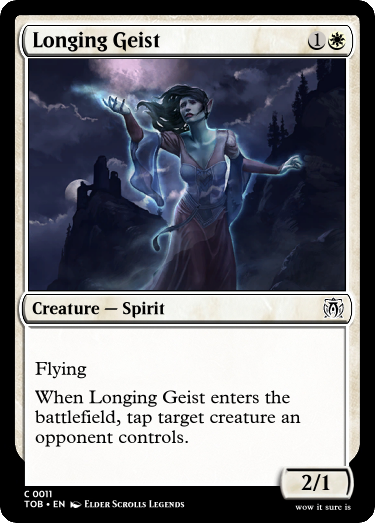 Longing Geist 1
Creature — Spirit
Flying
When Longing Geist enters the
battlefield, tap target creature an
opponent controls.
2/1
C 0011
TOB • EN Elder Scrolls Legends
wow it sure is